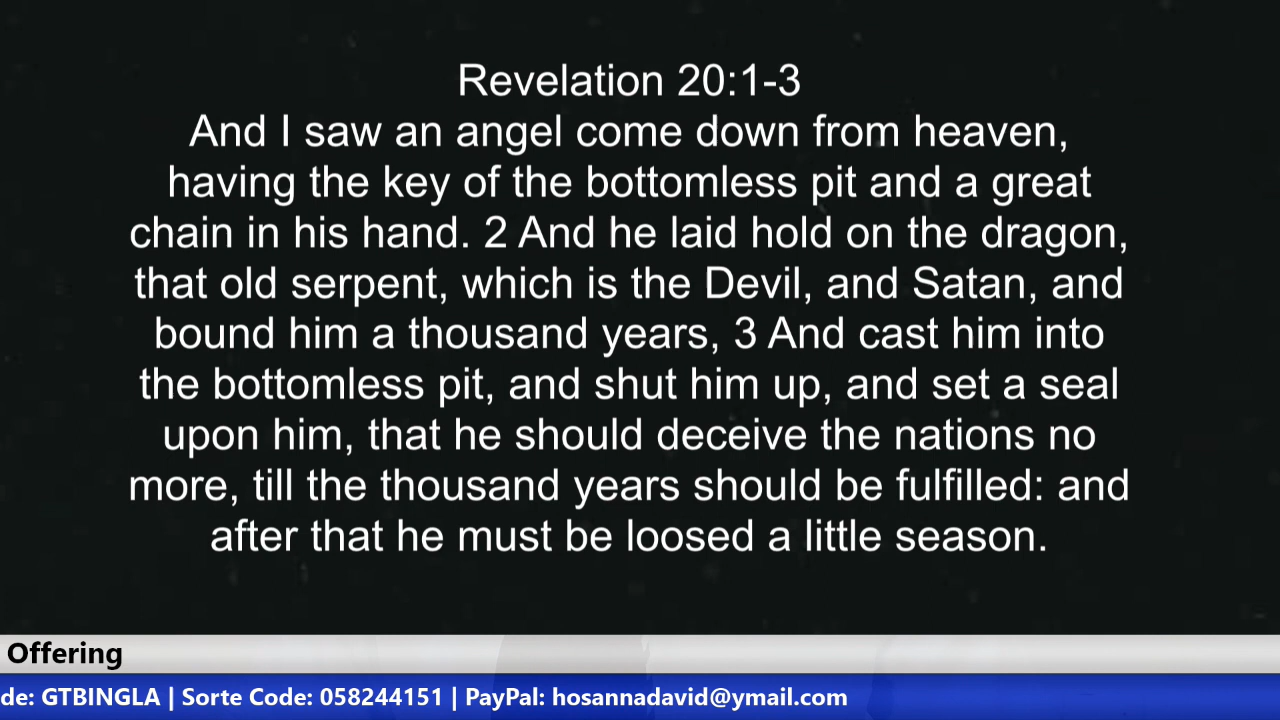 Revelation 20:1-3
And I saw an angel come down from heaven,
having the key of the bottomless pit and a great
chain in his hand. 2 And he laid hold on the dragon,
that old serpent, which is the Devil, and Satan, and
bound him a thousand years, 3 And cast him into
the bottomless pit, and shut him up, and set a seal
upon him, that he should deceive the nations no
more, till the thousand years should be fulfilled: and
after that he must be loosed a little season.
Offering
de: GTBINGLA | Sorte Code: 058244151 | PayPal: hosannadavid@ymail.com